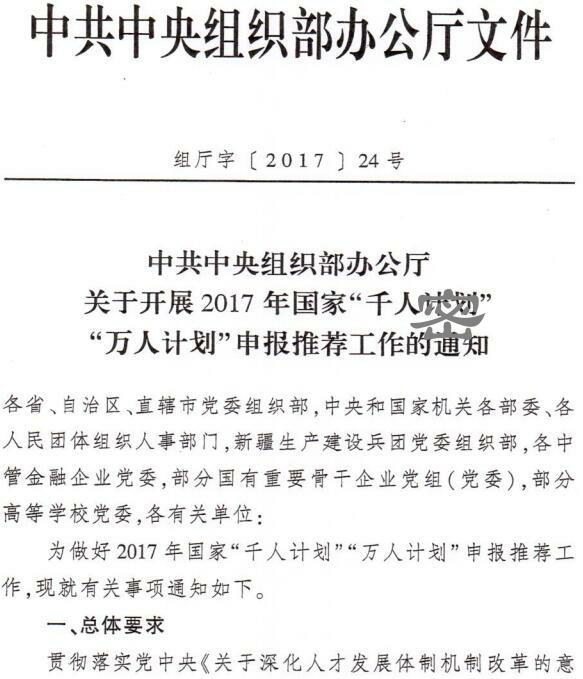 中共中央组织部办公厅文件
组厅字〔2017〕24号
中共中央组织部办公厅
关于开展2017年国家“千人计划”
“万人计划”申报推荐工作的通知
密
各省、自治区、直辖市党委组织部,中央和国家机关各部委、各
人民团体组织人事部门,新疆生产建设兵团党委组织部,各中
管金融企业党委,部分国有重要骨干企业党组(党委),部分
高等学校党委,各有关单位:
为做好2017年国家“千人计划”“万人计划”申报推荐工
作,现就有关事项通知如下。
一、总体要求
贯彻落实党中央《关于深化人才发展体制机制改革的意